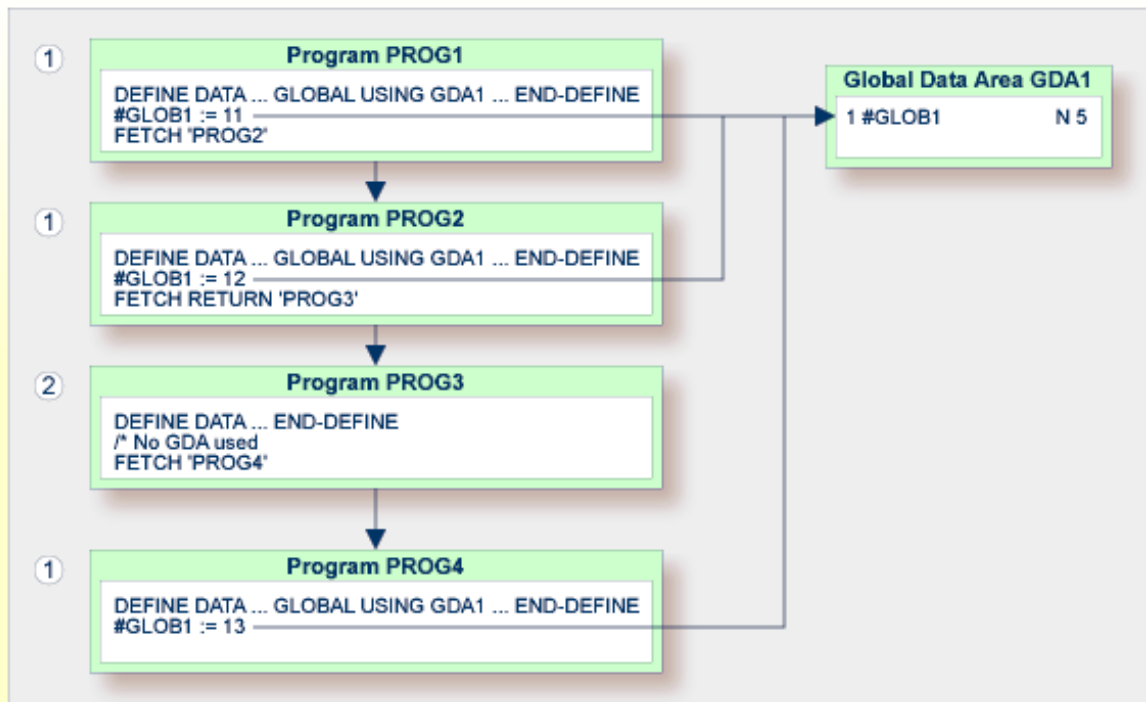 1
Program PROG1
DEFINE DATA ... GLOBAL USING GDA1 ... END-DEFINE
#GLOB1 := 11
FETCH 'PROG2'
Global Data Area GDA1
1 #GLOB1 N 5
1
Program PROG2
DEFINE DATA ... GLOBAL USING GDA1 ... END-DEFINE
#GLOB1 := 12
FETCH RETURN 'PROG3'
2
Program PROG3
DEFINE DATA ... END-DEFINE
/* No GDA used
FETCH 'PROG4'
1
Program PROG4
DEFINE DATA ... GLOBAL USING GDA1 ... END-DEFINE
#GLOB1 := 13